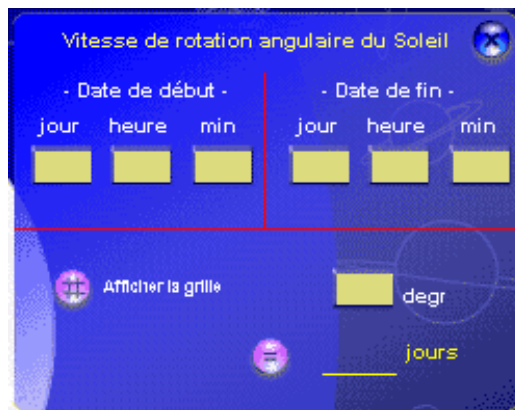 Vitesse de rotation angulaire du Soleil
- Date de début - - Date de fin -
jour heure min jour heure min
Afficher la grille
degr
jours